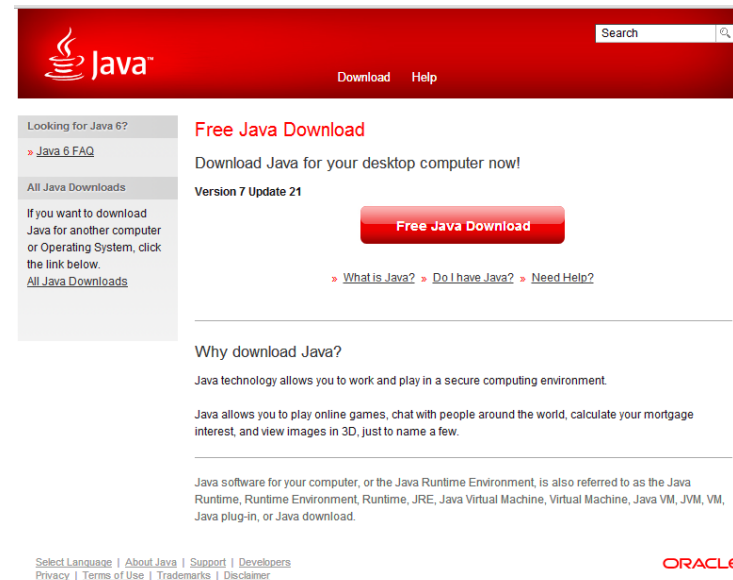 Search
Java™
Download Help
Looking for Java 6?
» Java 6 FAQ
All Java Downloads
If you want to download
Java for another computer
or Operating System, click
the link below.
All Java Downloads
Free Java Download
Download Java for your desktop computer now!
Version 7 Update 21
Free Java Download
» What is Java? » Do I have Java? » Need Help?
Why download Java?
Java technology allows you to work and play in a secure computing environment.
Java allows you to play online games, chat with people around the world, calculate your mortgage
interest, and view images in 3D, just to name a few.
Java software for your computer, or the Java Runtime Environment, is also referred to as the Java
Runtime, Runtime Environment, Runtime, JRE, Java Virtual Machine, Virtual Machine, Java VM, JVM, VM,
Java plug-in, or Java download.
Select Language | About Java | Support | Developers
Privacy | Terms of Use | Trademarks | Disclaimer
ORACLE